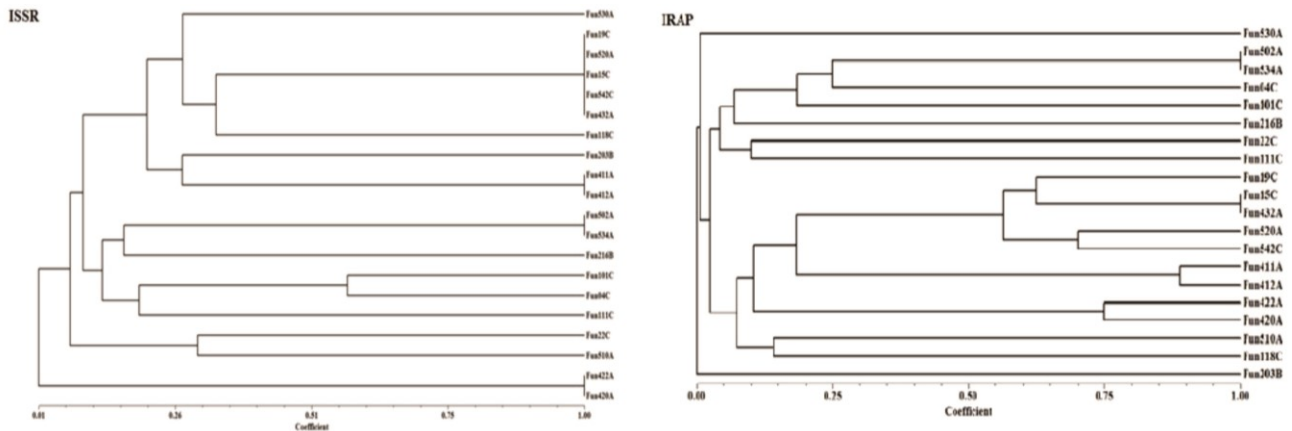 ISSR
Fun530A
Fun19C
Fun520A
Fun15C
Fun542C
Fun432A
Fun118C
Fun203B
Fun411A
Fun412A
Fun502A
Fun534A
Fun216B
Fun101C
Fun04C
Fun111C
Fun22C
Fun510A
Fun422A
Fun420A
0.01 0.26 0.51 0.75 1.00
Coefficient
IRAP
Fun530A
Fun502A
Fun534A
Fun04C
Fun101C
Fun216B
Fun22C
Fun111C
Fun19C
Fun15C
Fun432A
Fun520A
Fun542C
Fun411A
Fun412A
Fun422A
Fun420A
Fun510A
Fun118C
Fun203B
0.00 0.25 0.50 0.75 1.00
Coefficient